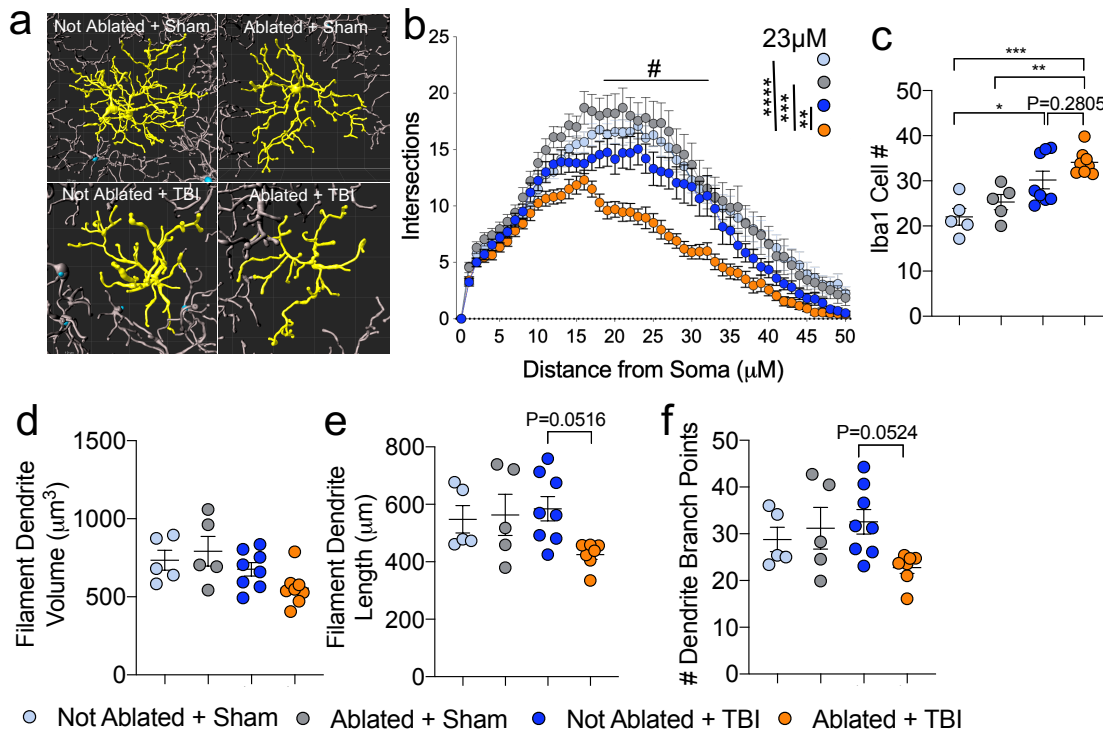 a
Not Ablated + Sham
Ablated + Sham
Not Ablated + TBI
Ablated + TBI
b
Intersections
25
20
15
10
5
0
0 5 10 15 20 25 30 35 40 45 50
Distance from Soma (μM)
#
23μM
****
***
**
c
Iba1 Cell #
50
40
30
20
10
0
***
**
*
P=0.2805
d
Filament Dendrite
Volume (μm³)
1500
1000
500
0
e
Filament Dendrite
Length (μm)
800
600
400
200
0
P=0.0516
f
# Dendrite Branch Points
50
40
30
20
10
0
P=0.0524
Not Ablated + Sham
Ablated + Sham
Not Ablated + TBI
Ablated + TBI